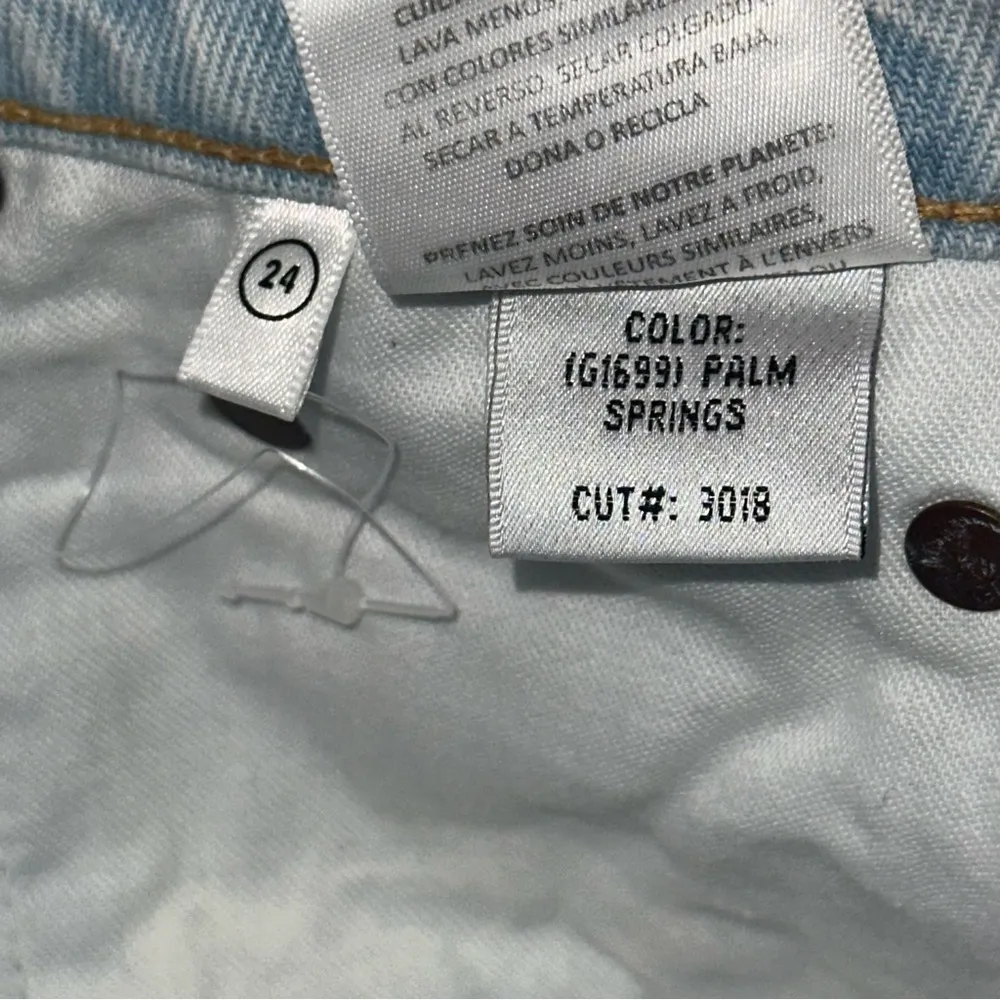 LAVA MENOS,
CON COLORES SIMILARES
AL REVERSO. SECAR COLGADO
SECAR A TEMPERATURA BAJA.
DONA O RECICLA
PRENEZ SOIN DE NOTRE PLANETE:
LAVEZ MOINS, LAVEZ A FROID,
AVEC COULEURS SIMILAIRES,
À L'ENVERS
OU
24
COLOR:
(G1699) PALM
SPRINGS
CUT#: 3018